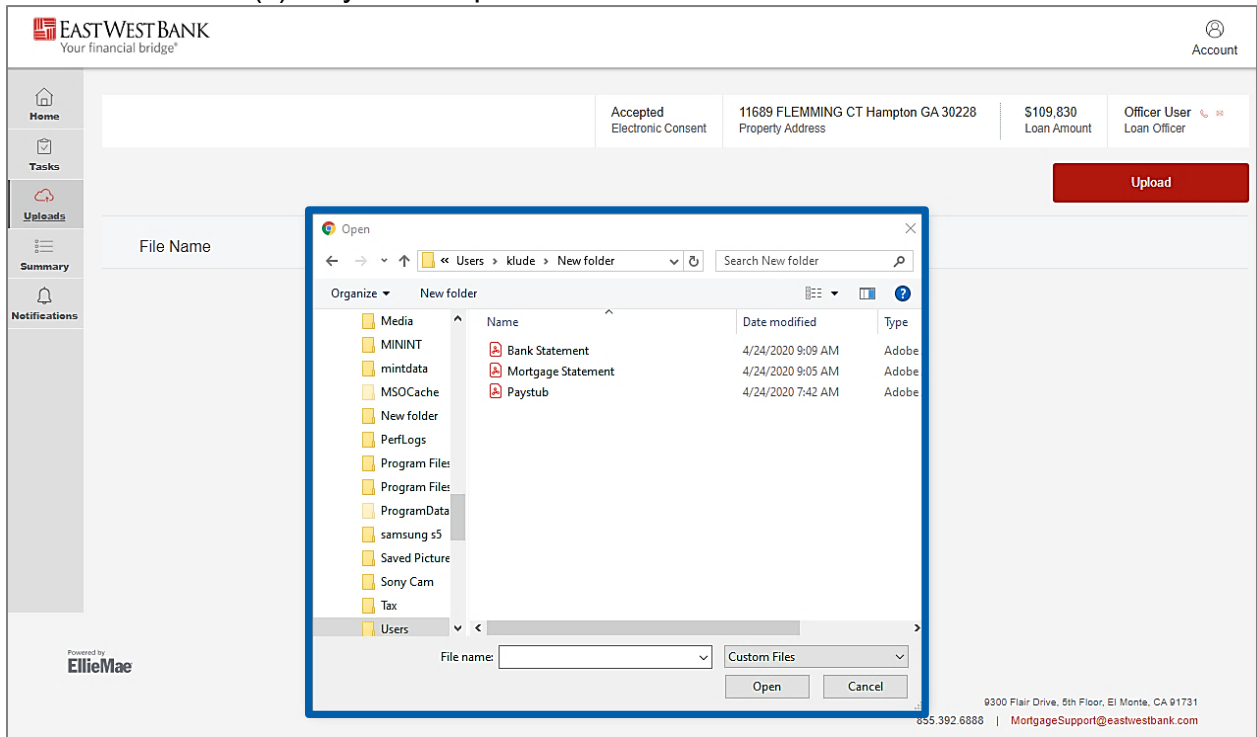 EAST WEST BANK
Your financial bridge®
Account
Home
Tasks
Uploads
Summary
Notifications
Accepted
Electronic Consent
11689 FLEMMING CT Hampton GA 30228
Property Address
$109,830
Loan Amount
Officer User
Loan Officer
Upload
File Name
Open
« Users › klude › New folder
Search New folder
Organize
New folder
Media
MININT
mintdata
MSOCache
New folder
PerfLogs
Program Files
Program Files
ProgramData
samsung s5
Saved Picture
Sony Cam
Tax
Users
Name Date modified Type
Bank Statement 4/24/2020 9:09 AM Adobe
Mortgage Statement 4/24/2020 9:05 AM Adobe
Paystub 4/24/2020 7:42 AM Adobe
File name:
Custom Files
Open
Cancel
Powered by
EllieMae
9300 Flair Drive, 5th Floor, El Monte, CA 91731
855.392.6888 | MortgageSupport@eastwestbank.com